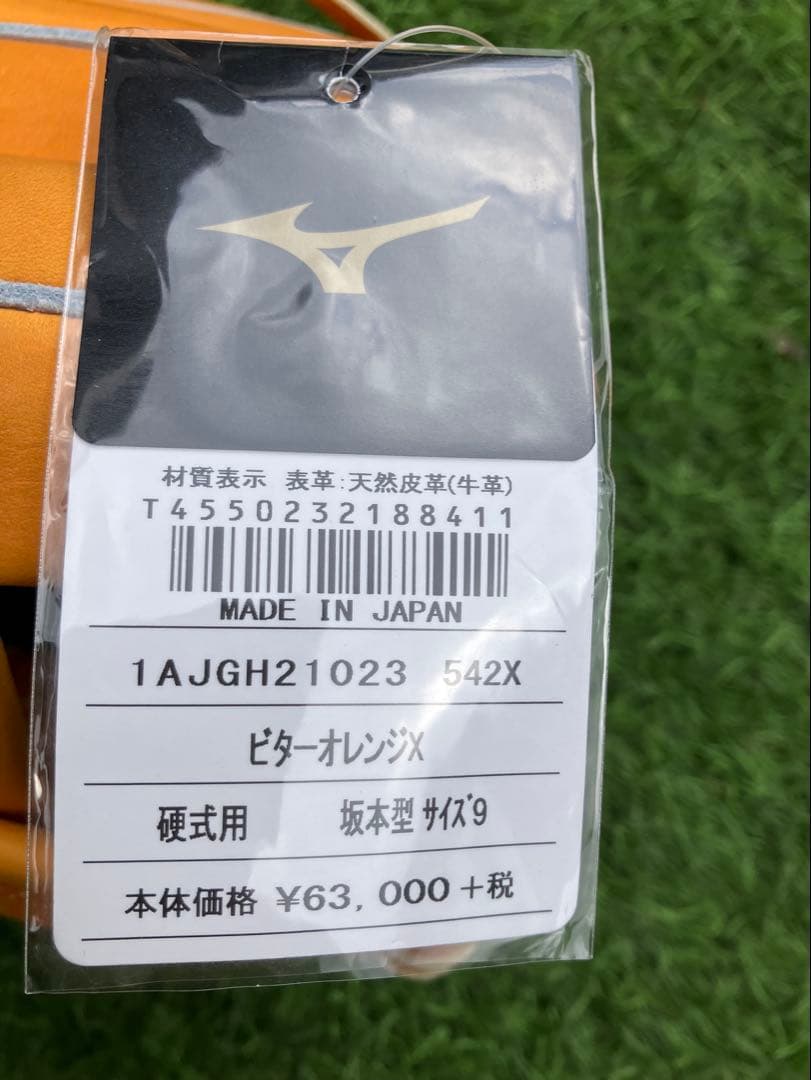 材質表示 表革:天然皮革(牛革)
T4550232188411
MADE IN JAPAN
1AJGH21023 542X
ビターオレンジX
硬式用 坂本型 サイズ9
本体価格 ¥63,000+税